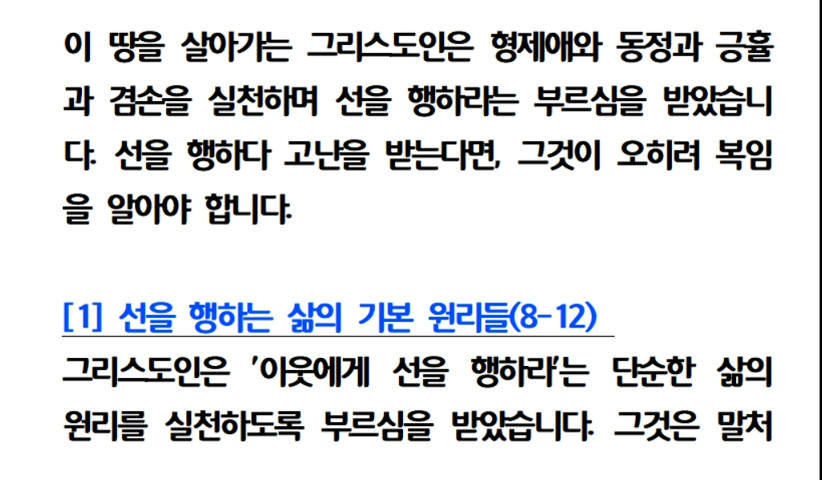 이 땅을 살아가는 그리스도인은 형제애와 동정과 긍휼
과 겸손을 실천하며 선을 행하라는 부르심을 받았습니
다. 선을 행하다 고난을 받는다면, 그것이 오히려 복임
을 알아야 합니다.
[1] 선을 행하는 삶의 기본 원리들(8-12)
그리스도인은 '이웃에게 선을 행하라'는 단순한 삶의
원리를 실천하도록 부르심을 받았습니다. 그것은 말처